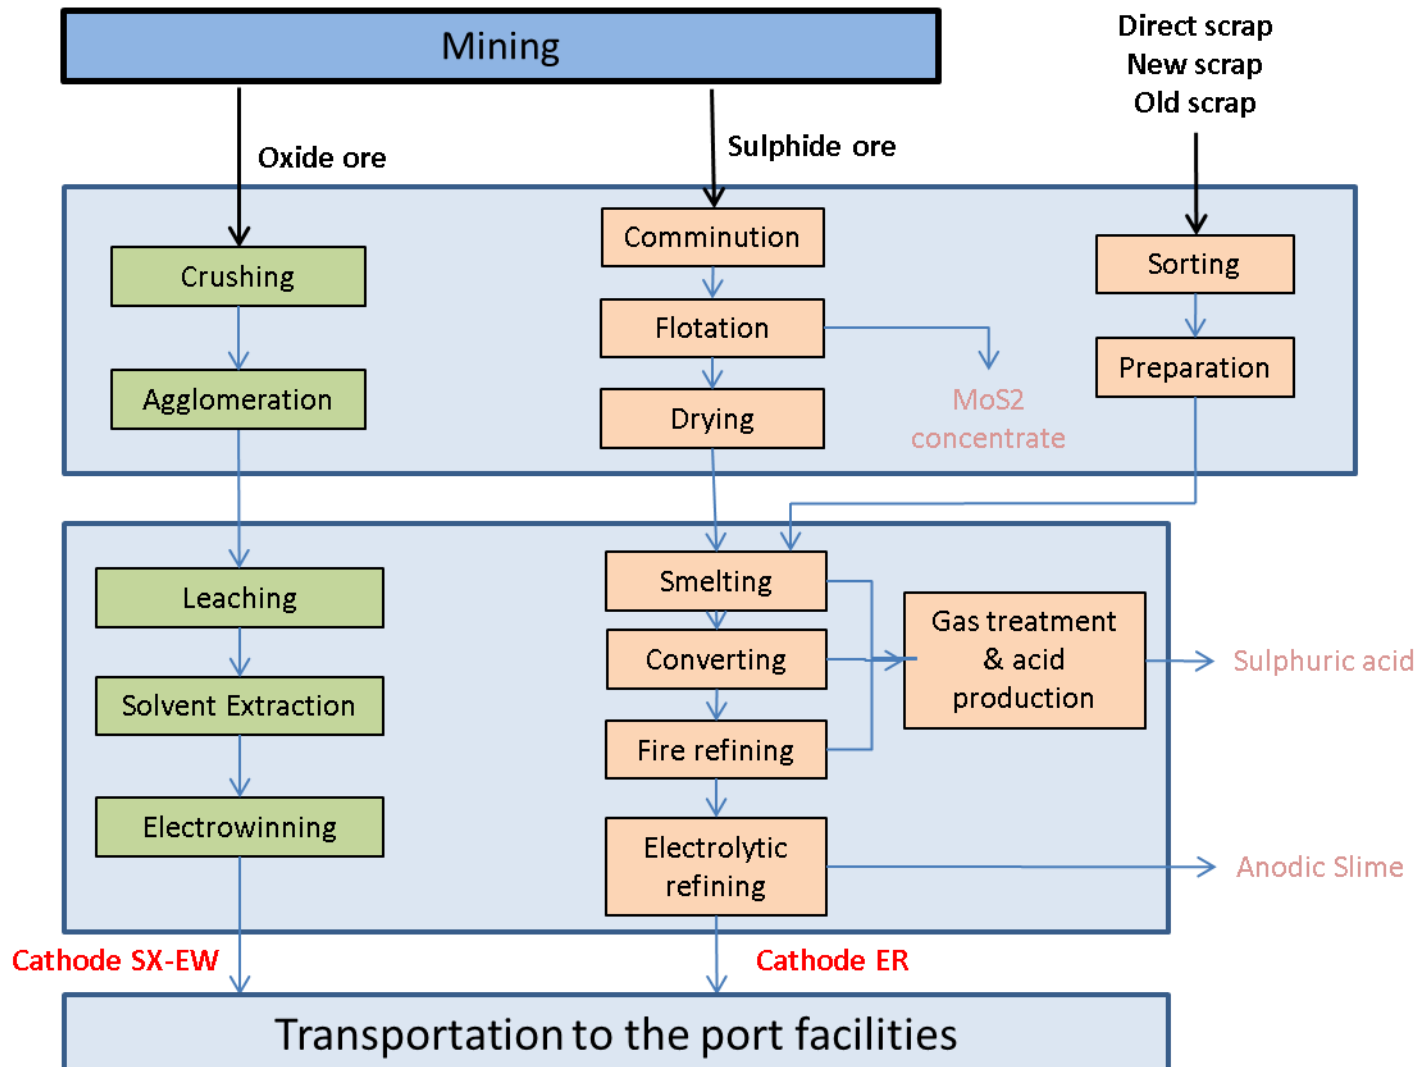 Mining
Direct scrap
New scrap
Old scrap
Oxide ore
Sulphide ore
Crushing
Agglomeration
Comminution
Flotation
Drying
MoS2
concentrate
Sorting
Preparation
Leaching
Solvent Extraction
Electrowinning
Smelting
Converting
Fire refining
Electrolytic
refining
Gas treatment
& acid
production
Sulphuric acid
Anodic Slime
Cathode SX-EW
Cathode ER
Transportation to the port facilities